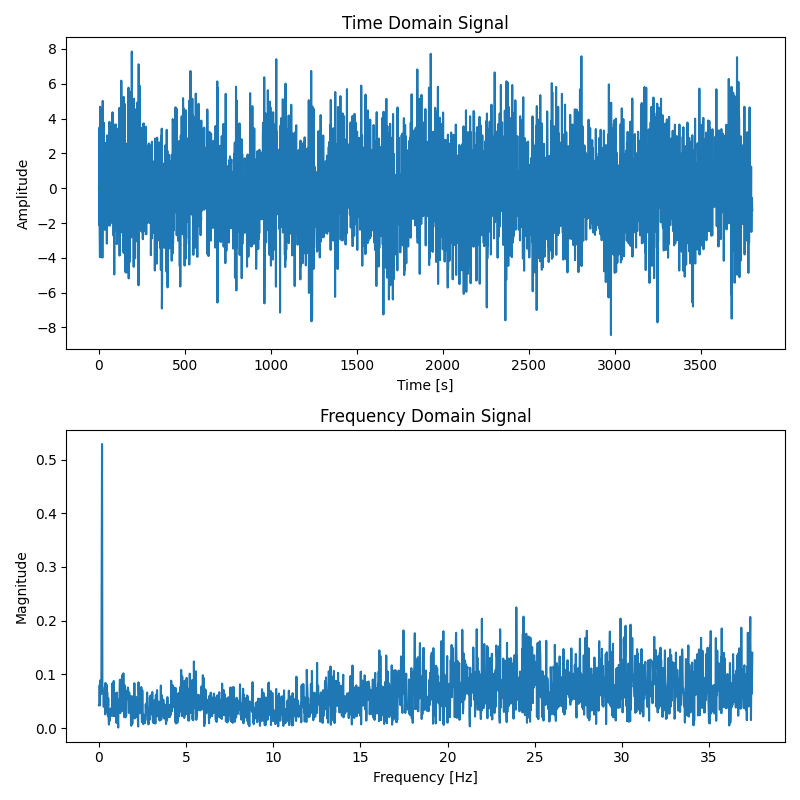 Time Domain Signal
8
6
4
2
0
−2
−4
−6
−8
Amplitude
0 500 1000 1500 2000 2500 3000 3500
Time [s]
Frequency Domain Signal
0.5
0.4
0.3
0.2
0.1
0.0
Magnitude
0 5 10 15 20 25 30 35
Frequency [Hz]